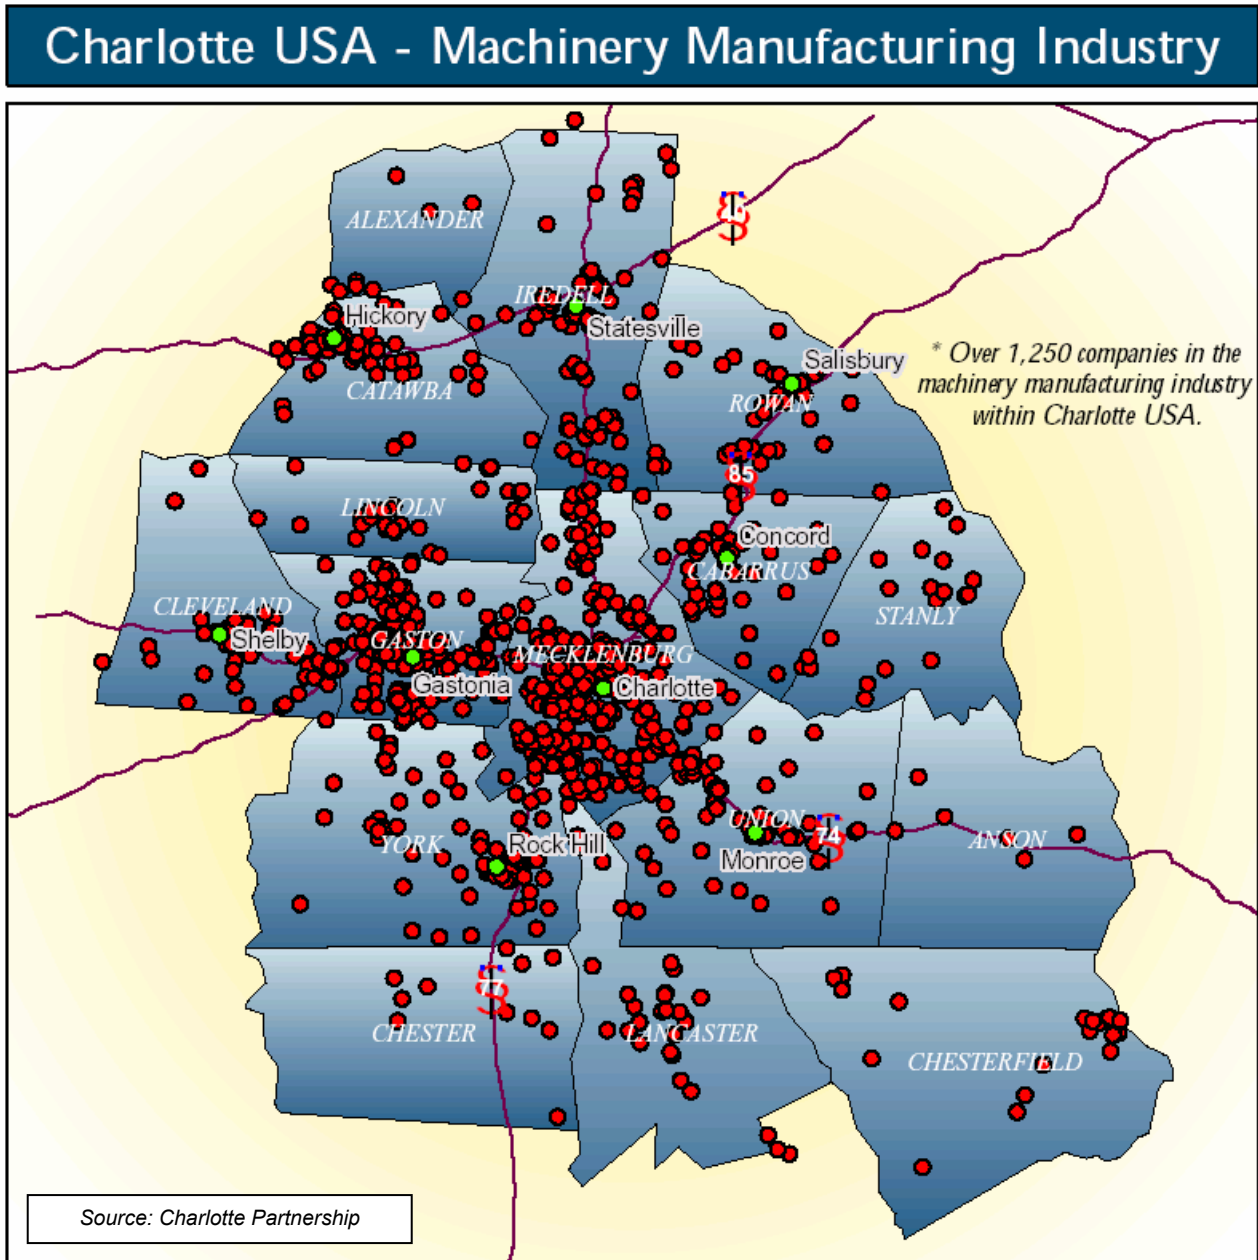 Charlotte USA - Machinery Manufacturing Industry
ALEXANDER
40
IREDELL
Hickory
Statesville
Salisbury
* Over 1,250 companies in the
machinery manufacturing industry
within Charlotte USA.
CATAWBA
ROWAN
85
LINCOLN
Concord
CABARRUS
CLEVELAND
STANLY
Shelby
GASTON
MECKLENBURG
Gastonia
Charlotte
UNION
74
YORK
Rock Hill
Monroe
ANSON
77
CHESTER
LANCASTER
CHESTERFIELD
Source: Charlotte Partnership